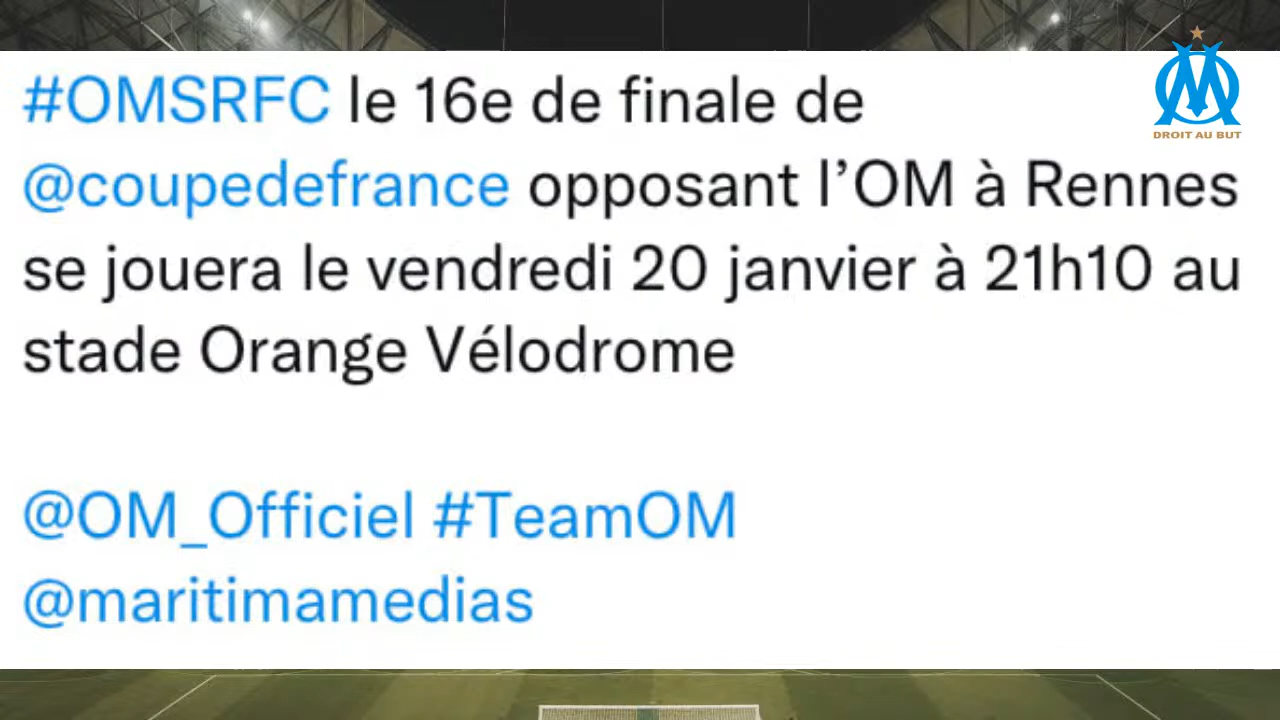 #OMSRFC le 16e de finale de
@coupedefrance opposant l’OM à Rennes
se jouera le vendredi 20 janvier à 21h10 au
stade Orange Vélodrome
@OM_Officiel #TeamOM
@maritimamedias
DROIT AU BUT